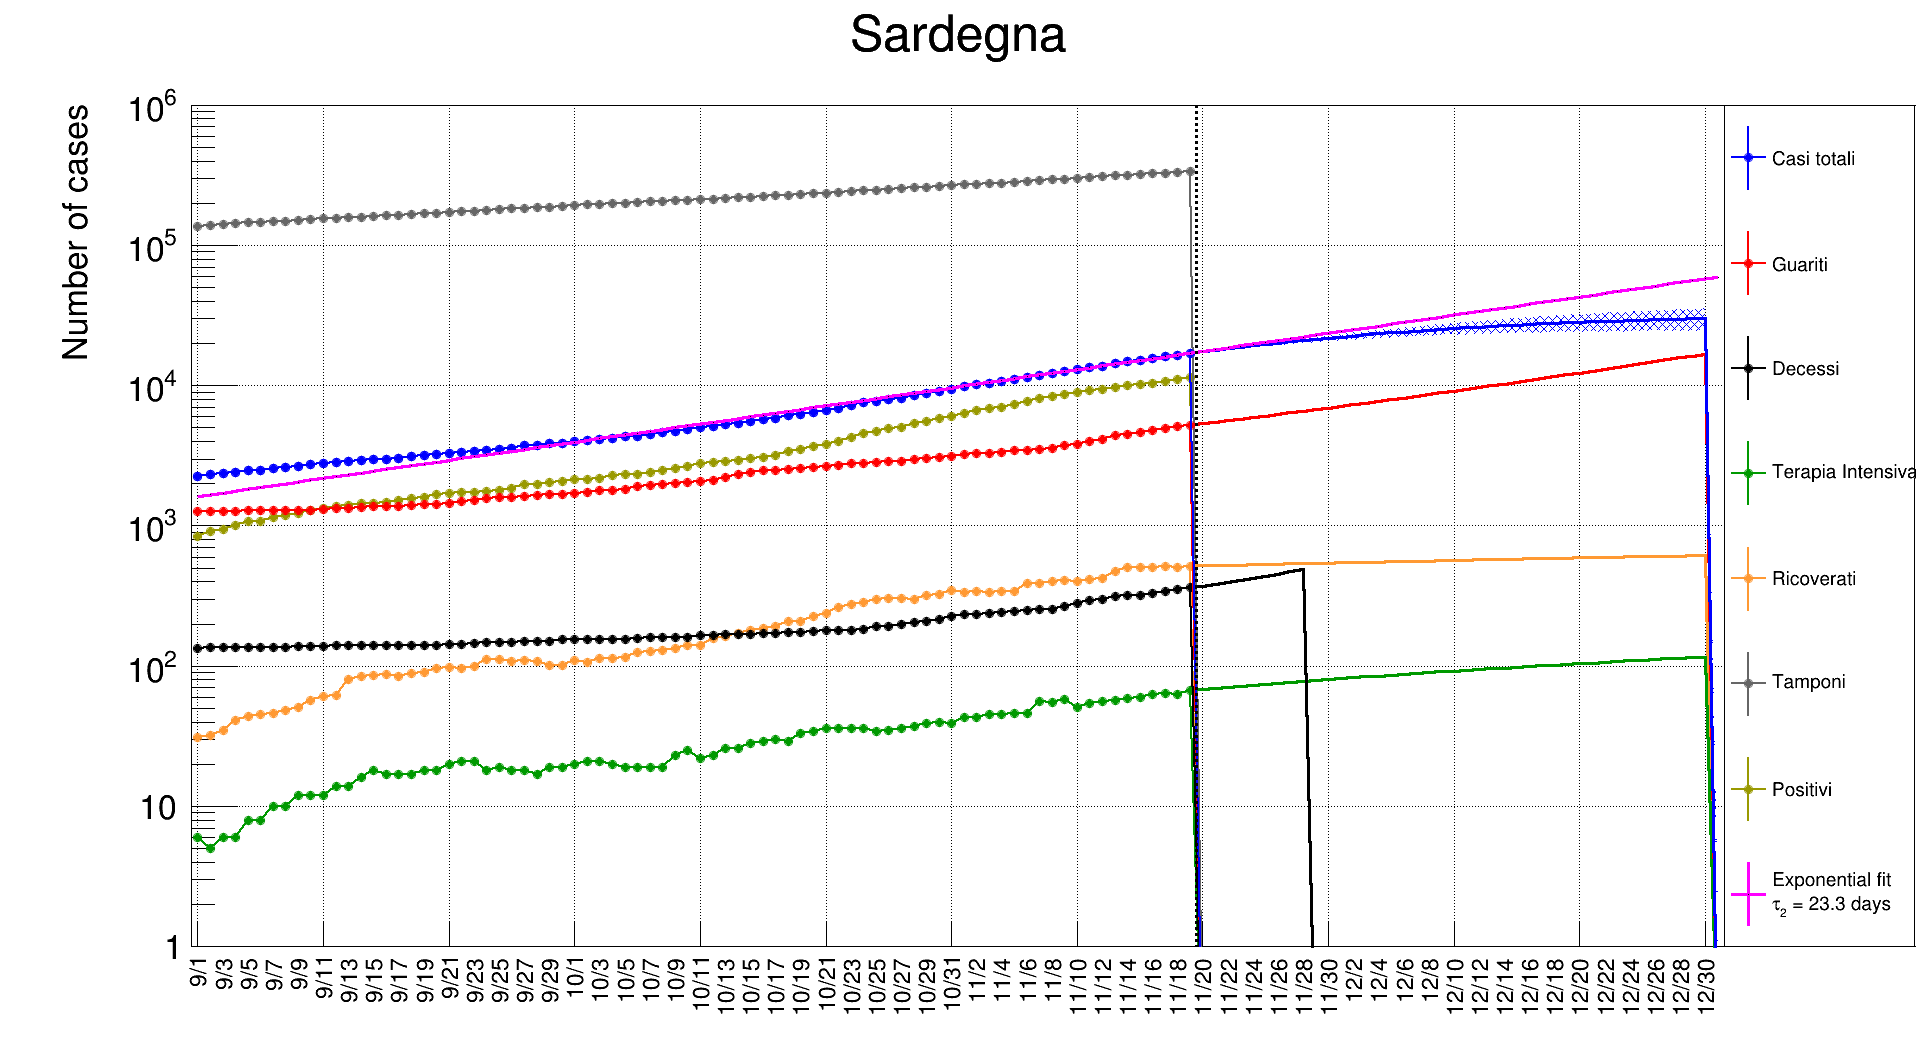 Sardegna
Number of cases
10^6
10^5
10^4
10^3
10^2
10
1
9/1 9/3 9/5 9/7 9/9 9/11 9/13 9/15 9/17 9/19 9/21 9/23 9/25 9/27 9/29 10/1 10/3 10/5 10/7 10/9 10/11 10/13 10/15 10/17 10/19 10/21 10/23 10/25 10/27 10/29 10/31 11/2 11/4 11/6 11/8 11/10 11/12 11/14 11/16 11/18 11/20 11/22 11/24 11/26 11/28 11/30 12/2 12/4 12/6 12/8 12/10 12/12 12/14 12/16 12/18 12/20 12/22 12/24 12/26 12/28 12/30
Casi totali
Guariti
Decessi
Terapia Intensiva
Ricoverati
Tamponi
Positivi
Exponential fit
τ_2 = 23.3 days